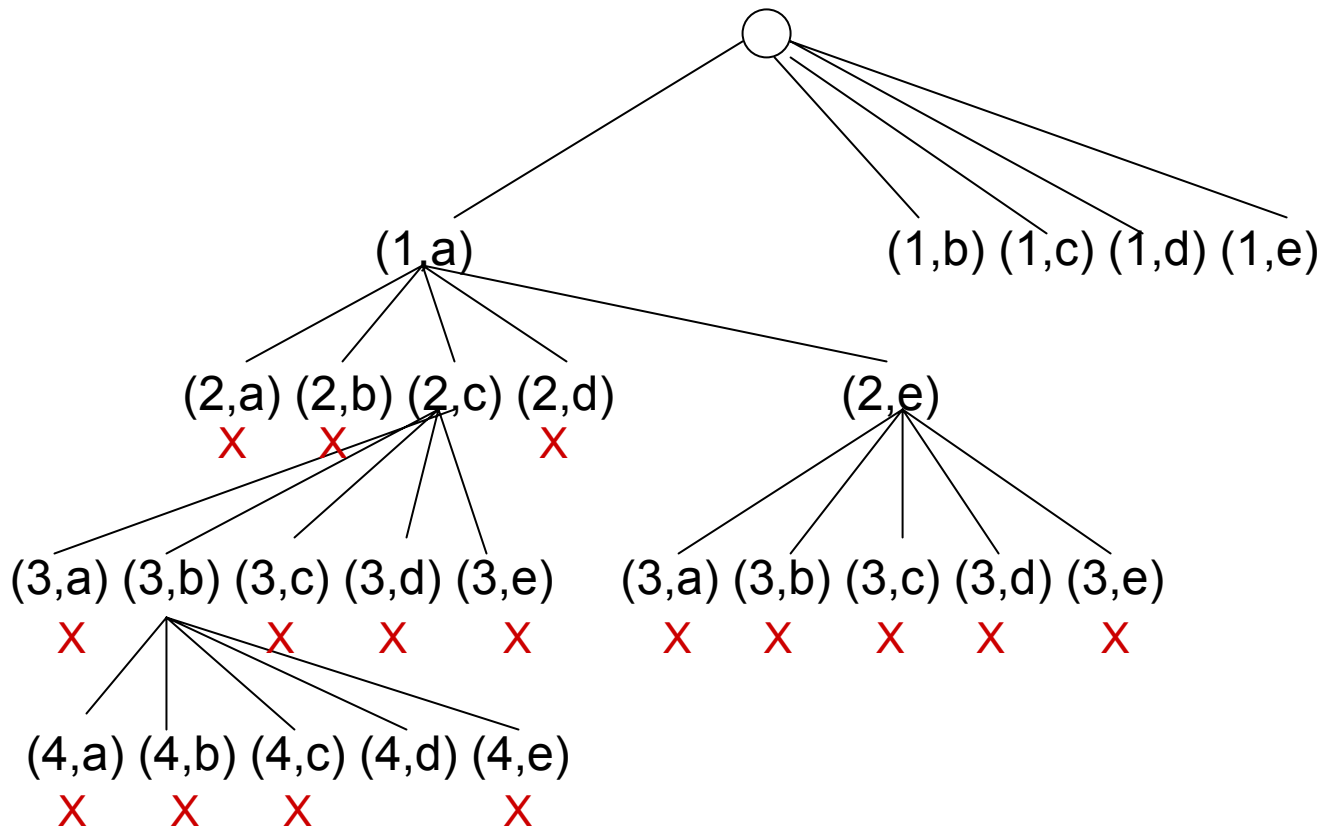 (1,a) (1,b) (1,c) (1,d) (1,e)
(2,a) (2,b) (2,c) (2,d) (2,e)
X X X
(3,a) (3,b) (3,c) (3,d) (3,e) (3,a) (3,b) (3,c) (3,d) (3,e)
X X X X X X X X X
(4,a) (4,b) (4,c) (4,d) (4,e)
X X X X